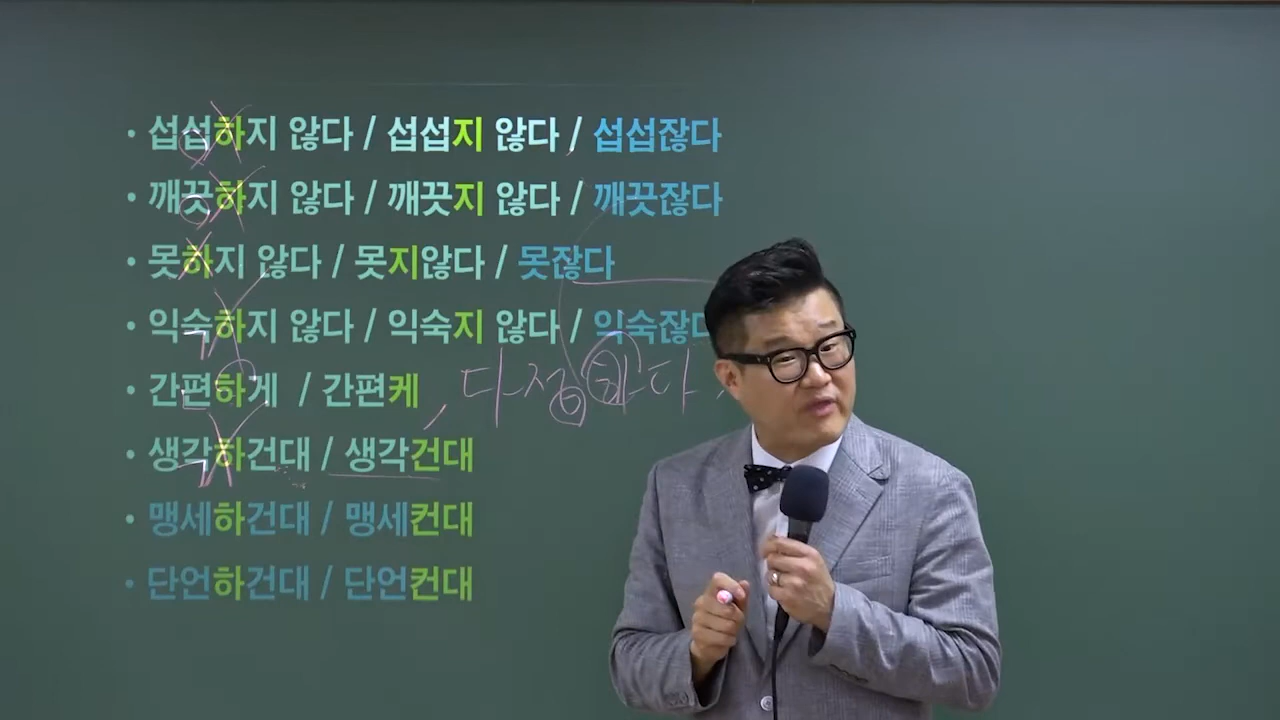 • 섭섭하지 않다 / 섭섭지 않다 / 섭섭잖다
• 깨끗하지 않다 / 깨끗지 않다 / 깨끗잖다
• 못하지 않다 / 못지않다 / 못잖다
• 익숙하지 않다 / 익숙지 않다 / 익숙잖다
• 간편하게 / 간편케
다정하다
• 생각하건대 / 생각건대
• 맹세하건대 / 맹세컨대
• 단언하건대 / 단언컨대